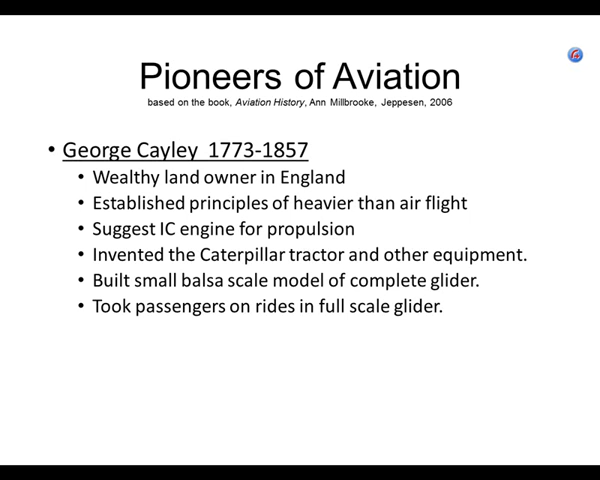 Pioneers of Aviation
based on the book, Aviation History, Ann Millbrooke, Jeppesen, 2006
• George Cayley 1773-1857
• Wealthy land owner in England
• Established principles of heavier than air flight
• Suggest IC engine for propulsion
• Invented the Caterpillar tractor and other equipment.
• Built small balsa scale model of complete glider.
• Took passengers on rides in full scale glider.